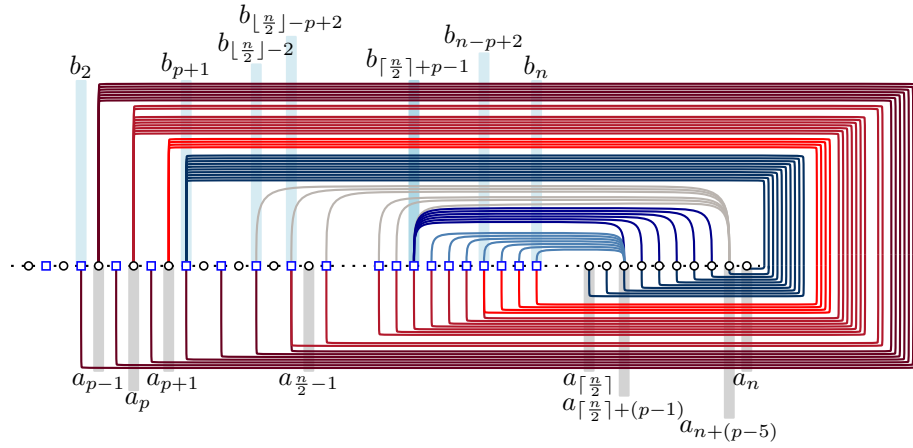 b_{⌊n/2⌋-p+2}
b_{⌊n/2⌋-2}
b_{n-p+2}
b_2
b_{p+1}
b_{⌈n/2⌉+p-1}
b_n
a_{p-1}
a_p
a_{p+1}
a_{n/2-1}
a_{⌈n/2⌉}
a_{⌈n/2⌉+(p-1)}
a_{n+(p-5)}
a_n